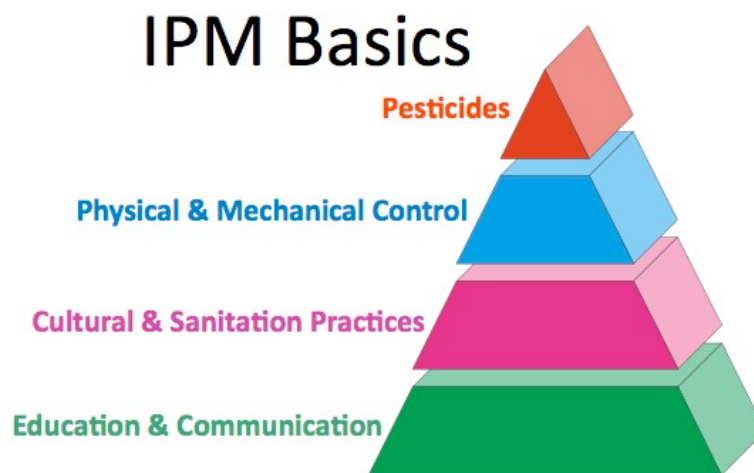 IPM Basics
Pesticides
Physical & Mechanical Control
Cultural & Sanitation Practices
Education & Communication